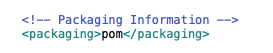 <!-- Packaging Information -->
<packaging>pom</packaging>